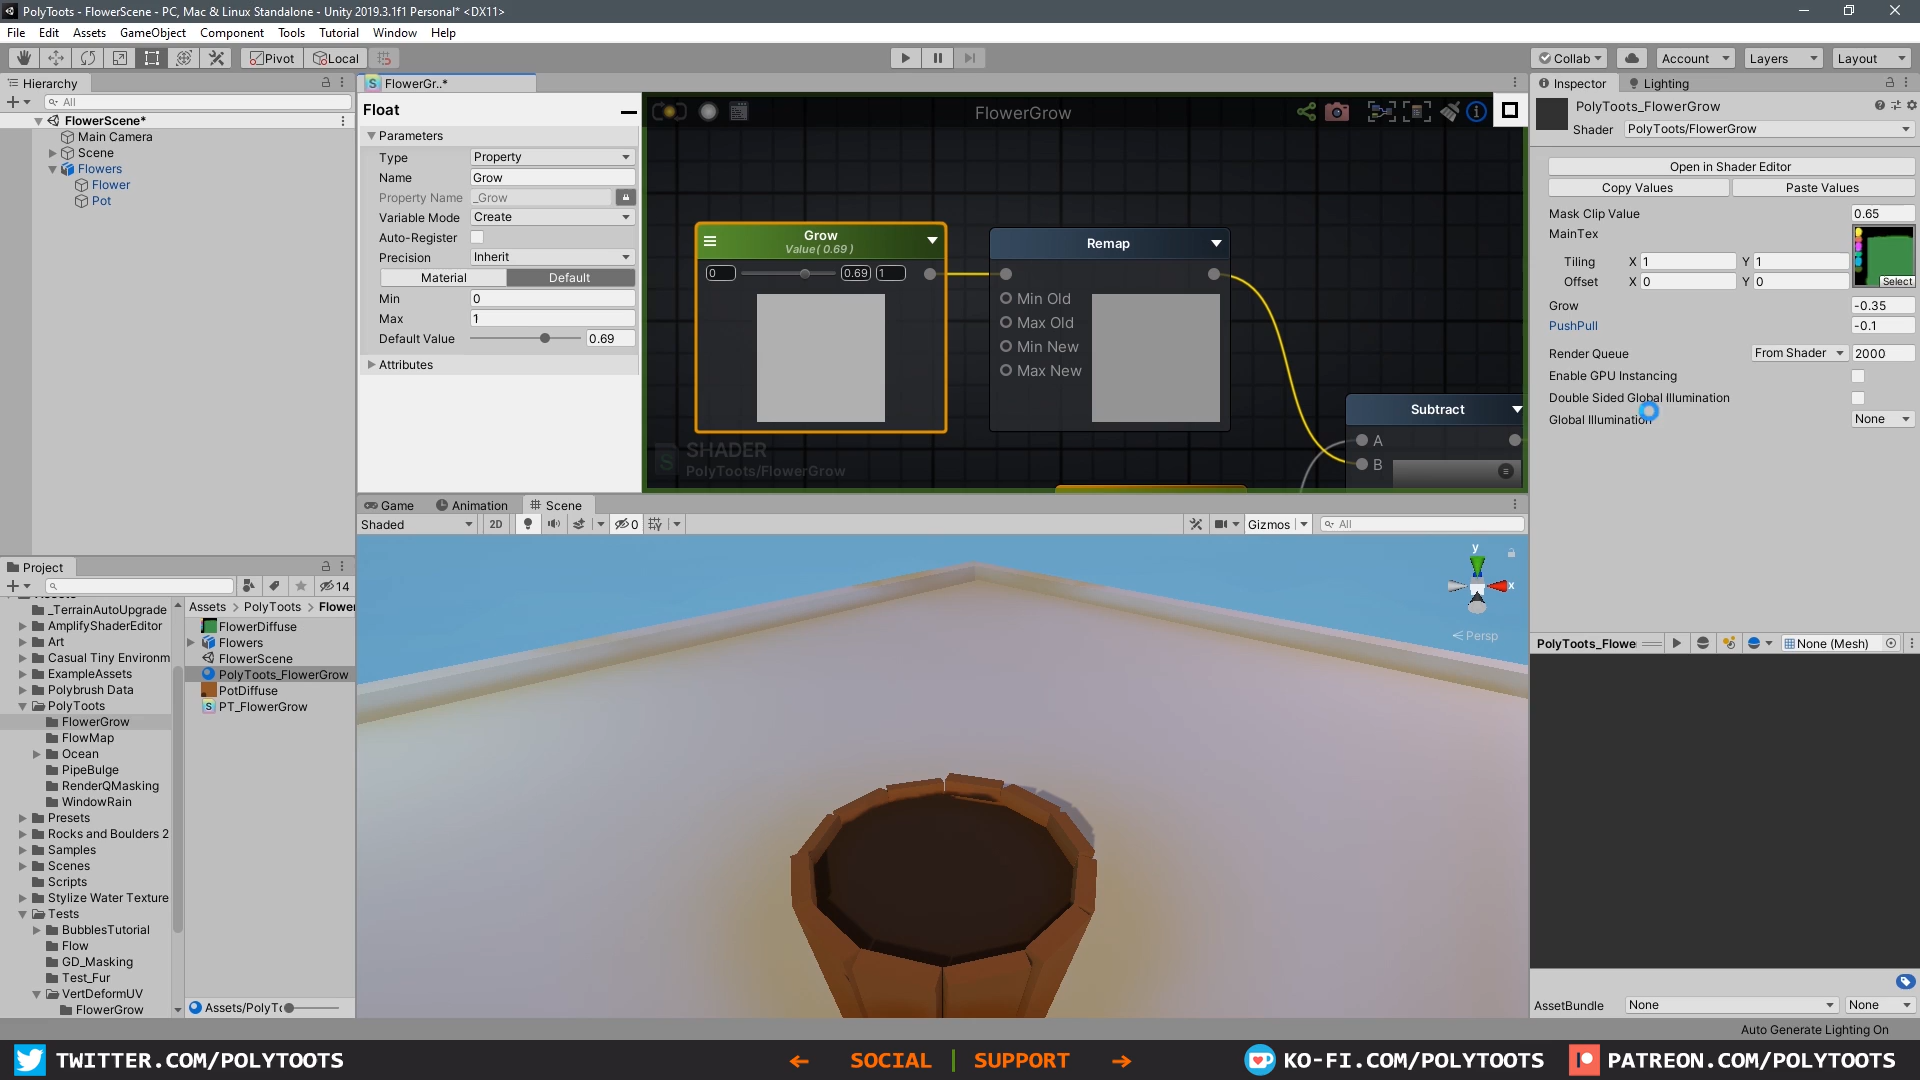 PolyToots - FlowerScene - PC, Mac & Linux Standalone - Unity 2019.3.1f1 Personal* <DX11>
File Edit Assets GameObject Component Tools Tutorial Window Help
Pivot Local Collab Account Layers Layout
Hierarchy
All
FlowerScene*
Main Camera
Scene
Flowers
Flower
Pot
FlowerGr..*
Float
Parameters
Type Property
Name Grow
Property Name _Grow
Variable Mode Create
Auto-Register
Precision Inherit
Material Default
Min 0
Max 1
Default Value 0.69
Attributes
FlowerGrow
Grow
Value( 0.69 )
0 0.69 1
Remap
Min Old
Max Old
Min New
Max New
Subtract
A
B
SHADER
PolyToots/FlowerGrow
Inspector Lighting
PolyToots_FlowerGrow
Shader PolyToots/FlowerGrow
Open in Shader Editor
Copy Values Paste Values
Mask Clip Value 0.65
MainTex
Tiling X 1 Y 1
Offset X 0 Y 0
Select
Grow -0.35
PushPull -0.1
Render Queue From Shader 2000
Enable GPU Instancing
Double Sided Global Illumination
Global Illumination None
Game Animation Scene
Shaded 2D 0 Gizmos All
y
x
Persp
Project
14
Assets
_TerrainAutoUpgrade
AmplifyShaderEditor
Art
Casual Tiny Environm
ExampleAssets
Polybrush Data
PolyToots
FlowerGrow
FlowMap
Ocean
PipeBulge
RenderQMasking
WindowRain
Presets
Rocks and Boulders 2
Samples
Scenes
Scripts
Stylize Water Texture
Tests
BubblesTutorial
Flow
GD_Masking
Test_Fur
VertDeformUV
FlowerGrow
Assets > PolyToots > Flower
FlowerDiffuse
Flowers
FlowerScene
PolyToots_FlowerGrow
PotDiffuse
PT_FlowerGrow
Assets/PolyTo
PolyToots_Flowe None (Mesh)
AssetBundle None None
Auto Generate Lighting On
TWITTER.COM/POLYTOOTS ← SOCIAL | SUPPORT → KO-FI.COM/POLYTOOTS PATREON.COM/POLYTOOTS